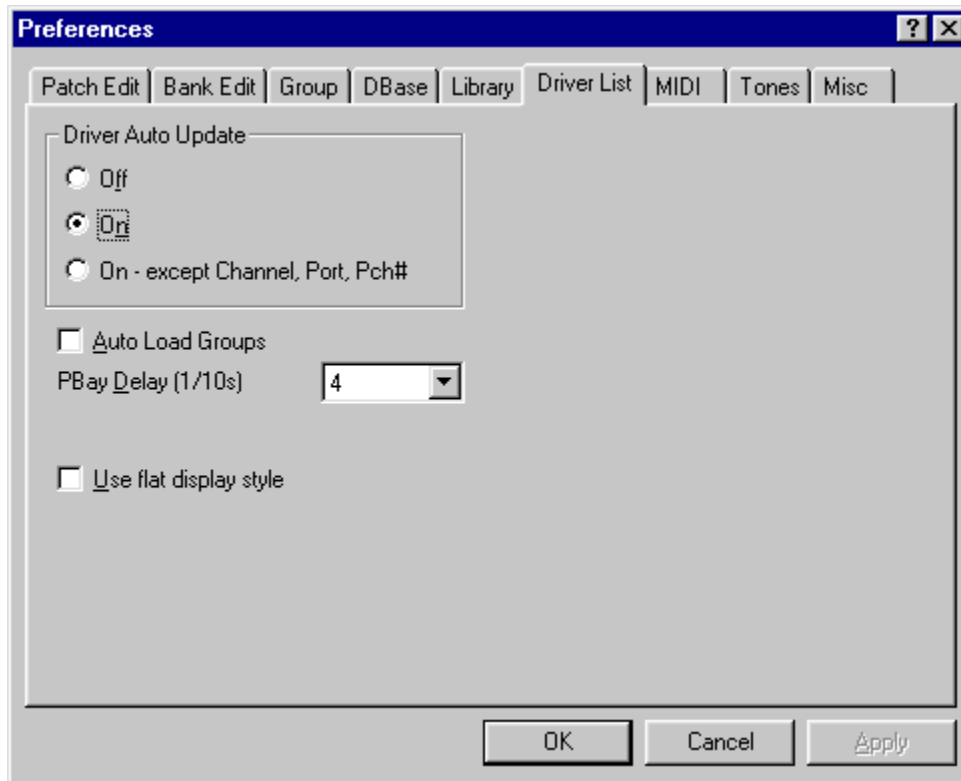 Preferences
Patch Edit Bank Edit Group DBase Library Driver List MIDI Tones Misc
Driver Auto Update
Off
On
On - except Channel, Port, Pch#
Auto Load Groups
PBay Delay (1/10s) 4
Use flat display style
OK Cancel Apply